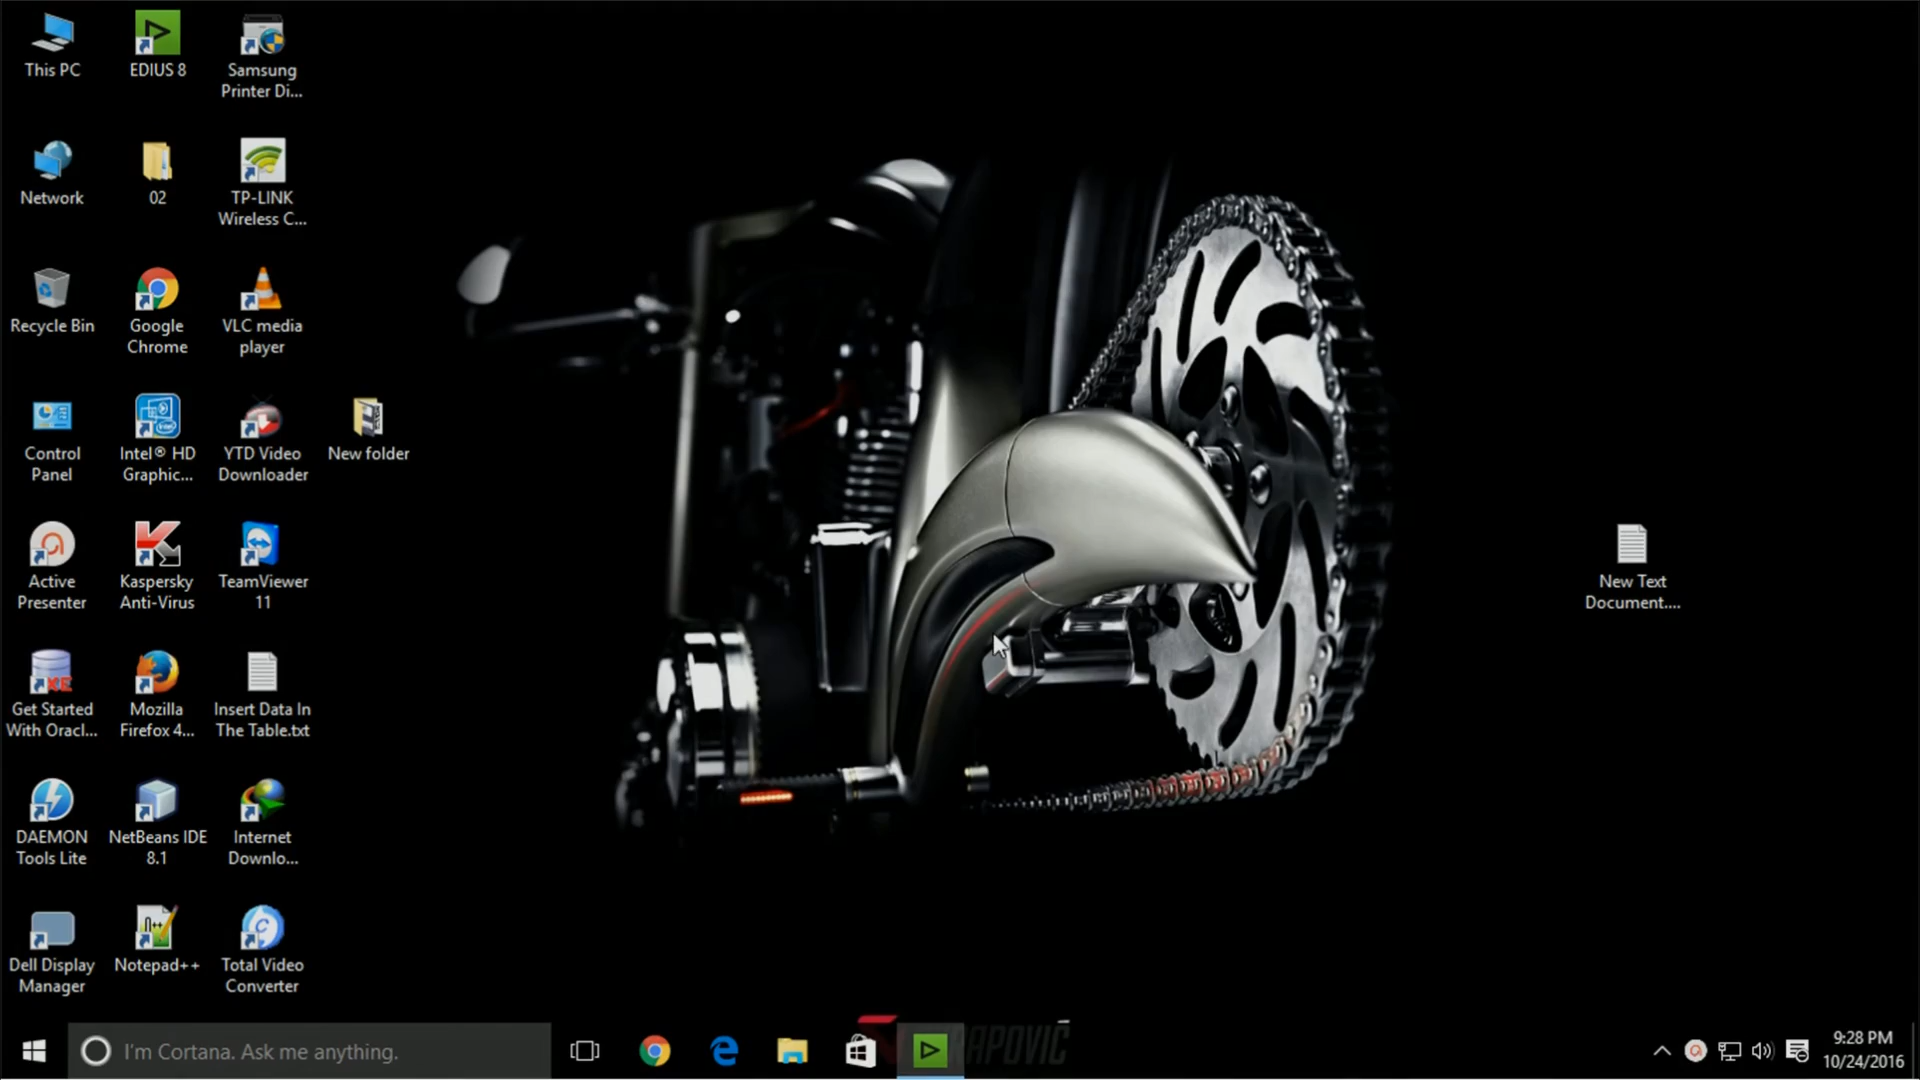 This PC
EDIUS 8
Samsung
Printer Di...
Network
02
TP-LINK
Wireless C...
Recycle Bin
Google
Chrome
VLC media
player
Control
Panel
Intel® HD
Graphic...
YTD Video
Downloader
New folder
Active
Presenter
Kaspersky
Anti-Virus
TeamViewer
11
New Text
Document....
Get Started
With Oracl...
Mozilla
Firefox 4...
Insert Data In
The Table.txt
DAEMON
Tools Lite
NetBeans IDE
8.1
Internet
Downlo...
Dell Display
Manager
Notepad++
Total Video
Converter
I'm Cortana. Ask me anything.
9:28 PM
10/24/2016